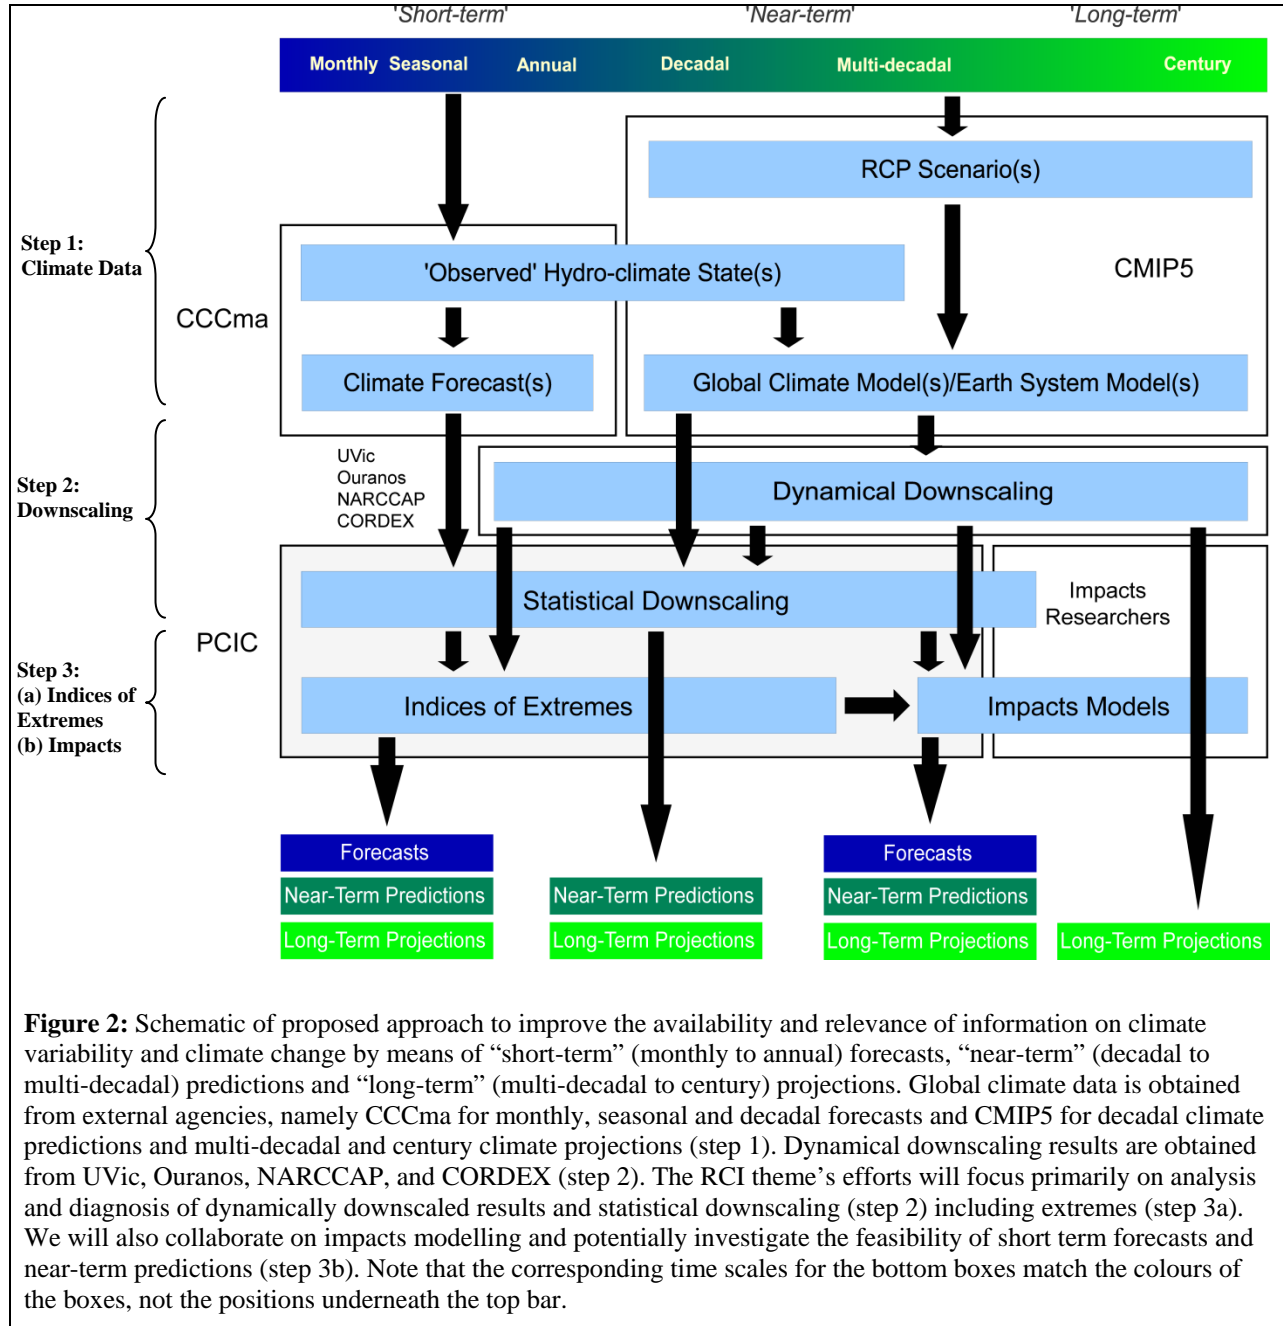 'Short-term' 'Near-term' 'Long-term'
Monthly Seasonal Annual Decadal Multi-decadal Century
RCP Scenario(s)
Step 1:
Climate Data
'Observed' Hydro-climate State(s)
CMIP5
CCCma
Climate Forecast(s)
Global Climate Model(s)/Earth System Model(s)
UVic
Ouranos
NARCCAP
CORDEX
Step 2:
Downscaling
Dynamical Downscaling
Statistical Downscaling
Impacts
Researchers
PCIC
Step 3:
(a) Indices of
Extremes
(b) Impacts
Indices of Extremes
Impacts Models
Forecasts
Near-Term Predictions
Long-Term Projections
Near-Term Predictions
Long-Term Projections
Forecasts
Near-Term Predictions
Long-Term Projections
Long-Term Projections
Figure 2: Schematic of proposed approach to improve the availability and relevance of information on climate
variability and climate change by means of “short-term” (monthly to annual) forecasts, “near-term” (decadal to
multi-decadal) predictions and “long-term” (multi-decadal to century) projections. Global climate data is obtained
from external agencies, namely CCCma for monthly, seasonal and decadal forecasts and CMIP5 for decadal climate
predictions and multi-decadal and century climate projections (step 1). Dynamical downscaling results are obtained
from UVic, Ouranos, NARCCAP, and CORDEX (step 2). The RCI theme’s efforts will focus primarily on analysis
and diagnosis of dynamically downscaled results and statistical downscaling (step 2) including extremes (step 3a).
We will also collaborate on impacts modelling and potentially investigate the feasibility of short term forecasts and
near-term predictions (step 3b). Note that the corresponding time scales for the bottom boxes match the colours of
the boxes, not the positions underneath the top bar.